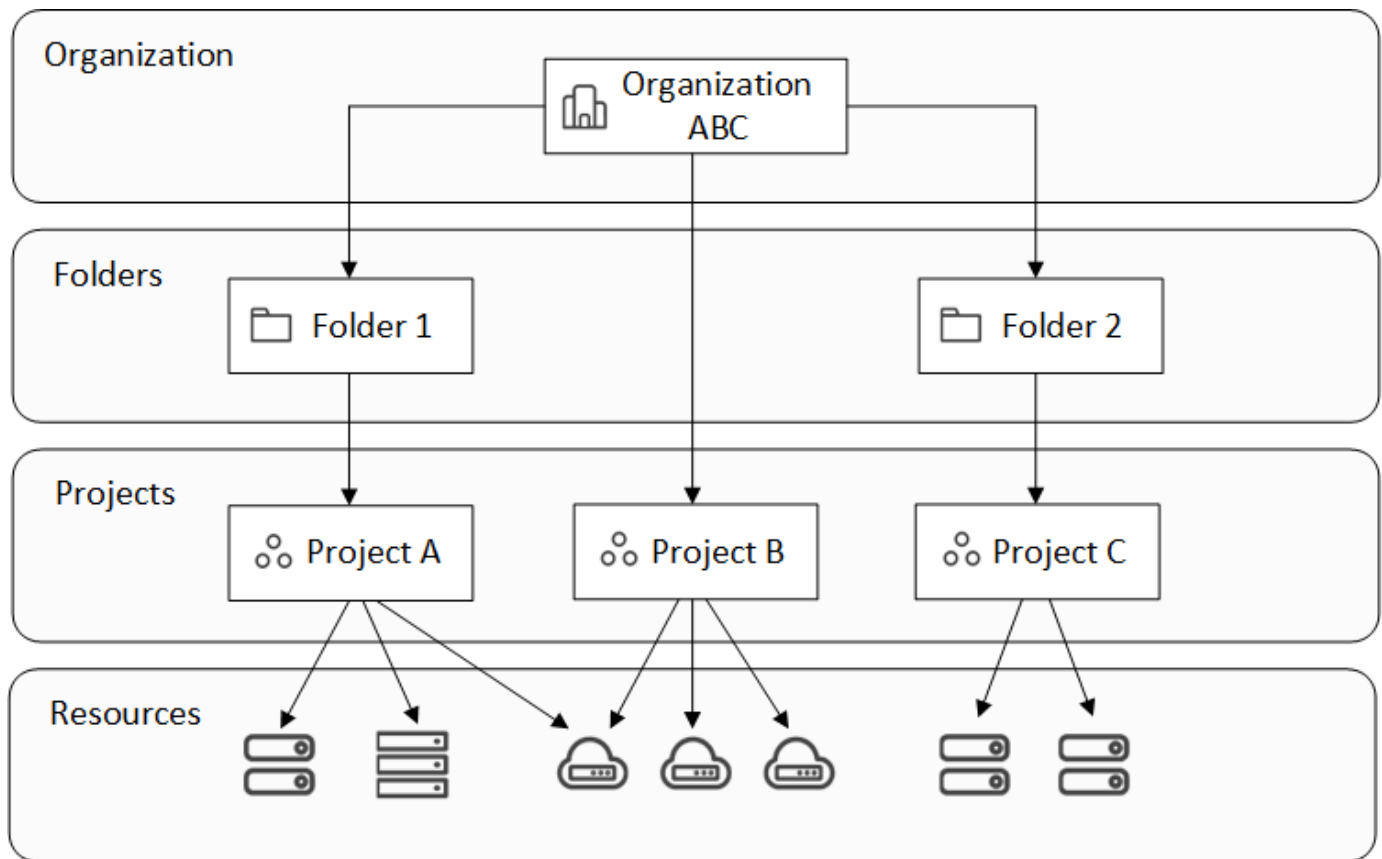 Organization
Organization
ABC
Folders
Folder 1
Folder 2
Projects
Project A
Project B
Project C
Resources